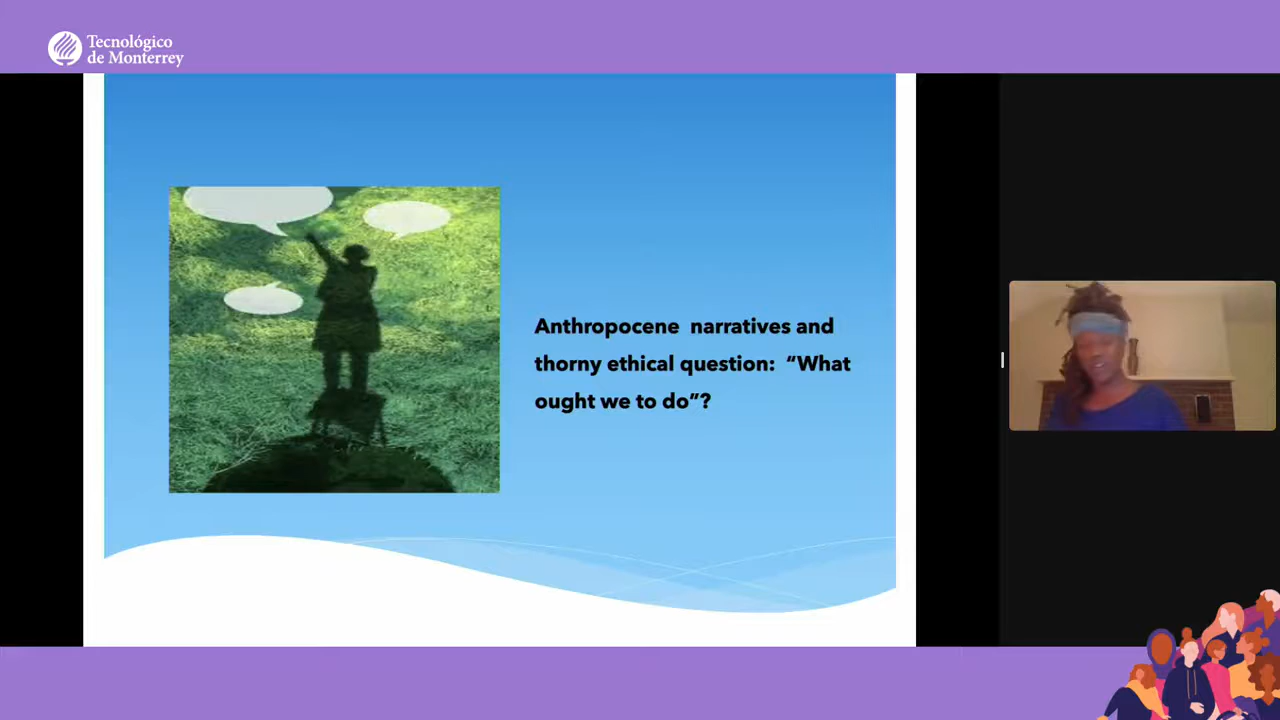 Tecnológico
de Monterrey
Anthropocene narratives and
thorny ethical question: “What
ought we to do”?